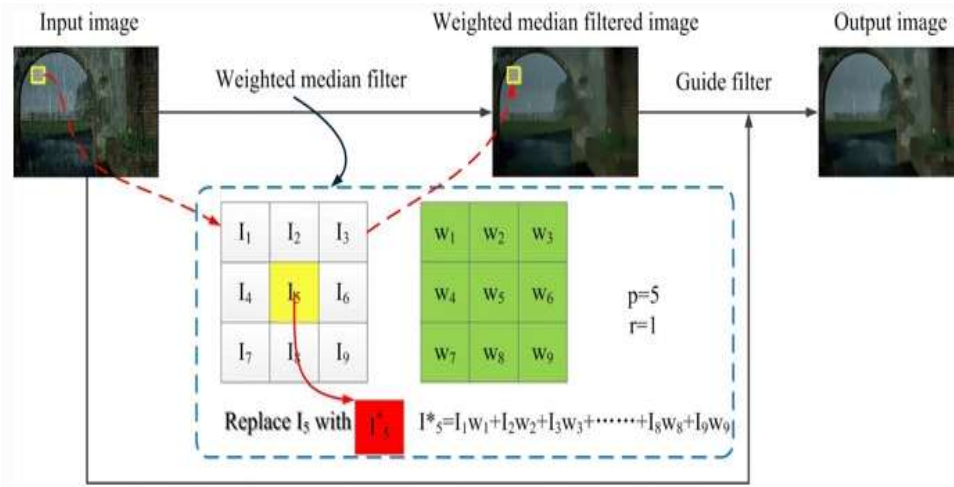 Input image
Weighted median filtered image
Output image
Weighted median filter
Guide filter
I₁ I₂ I₃
w₁ w₂ w₃
I₄ I₅ I₆
w₄ w₅ w₆
p=5
r=1
I₇ I₈ I₉
w₇ w₈ w₉
Replace I₅ with I*₅
I*₅=I₁w₁+I₂w₂+I₃w₃+······+I₈w₈+I₉w₉